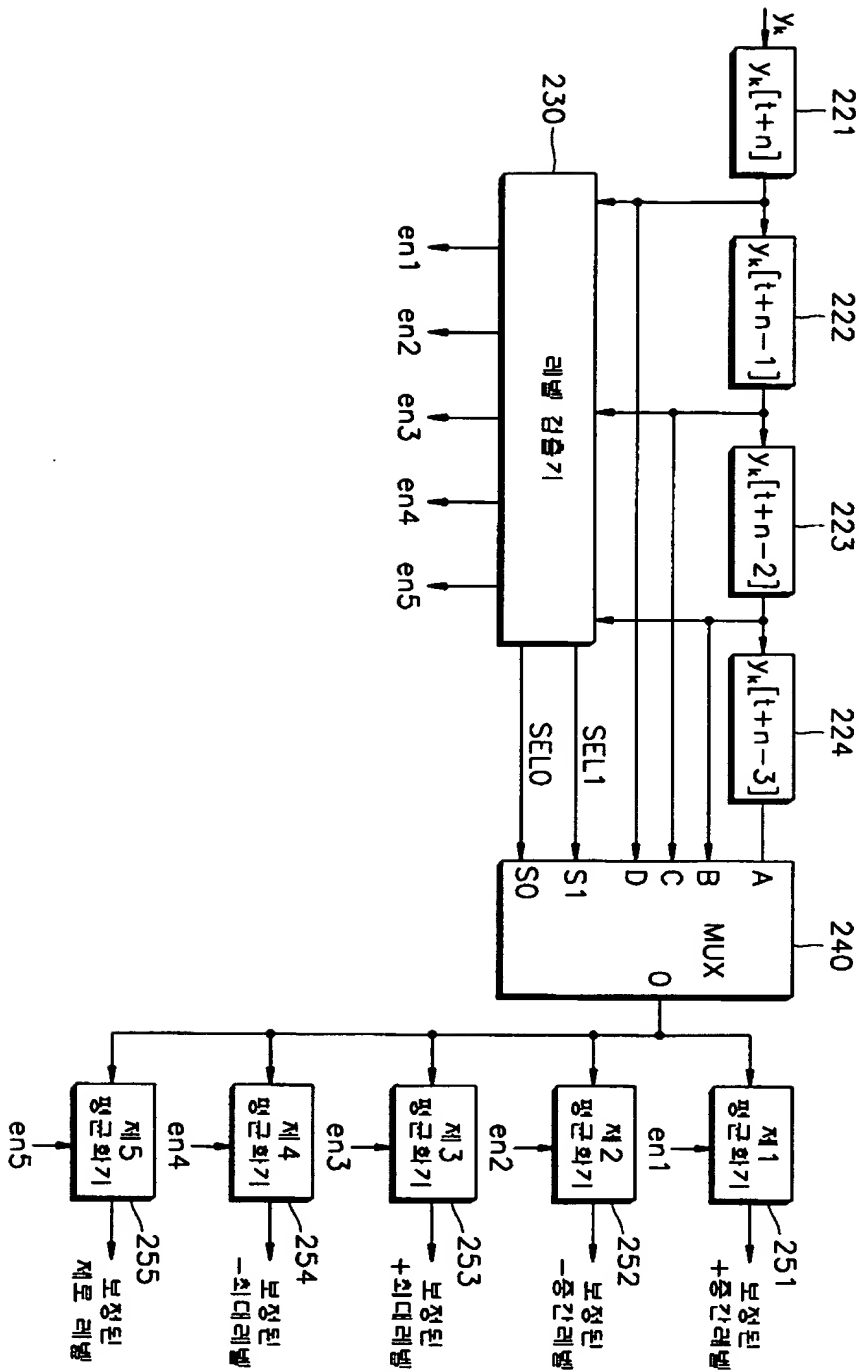 yk
yk[t+n]
221
yk[t+n-1]
222
yk[t+n-2]
223
yk[t+n-3]
224
230
레벨 검출기
en1
en2
en3
en4
en5
SEL1
SEL0
A
B
C
D
S1
S0
MUX
O
240
제1
평균화기
en1
251
보정된
+중간레벨
제2
평균화기
en2
252
보정된
-중간레벨
제3
평균화기
en3
253
보정된
+최대레벨
제4
평균화기
en4
254
보정된
-최대레벨
제5
평균화기
en5
255
보정된
제로 레벨